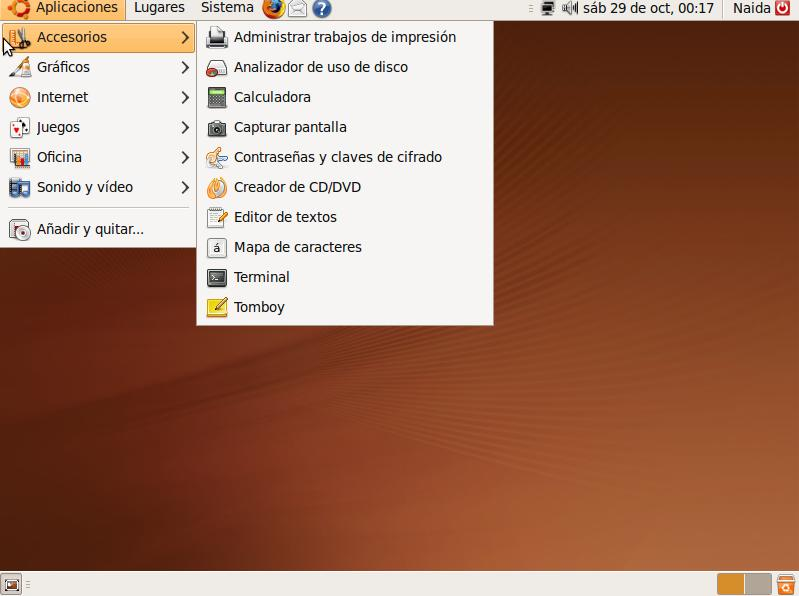 Aplicaciones Lugares Sistema ? sáb 29 de oct, 00:17 Naida
Accesorios
Gráficos
Internet
Juegos
Oficina
Sonido y vídeo
Añadir y quitar...
Administrar trabajos de impresión
Analizador de uso de disco
Calculadora
Capturar pantalla
Contraseñas y claves de cifrado
Creador de CD/DVD
Editor de textos
á Mapa de caracteres
Terminal
Tomboy